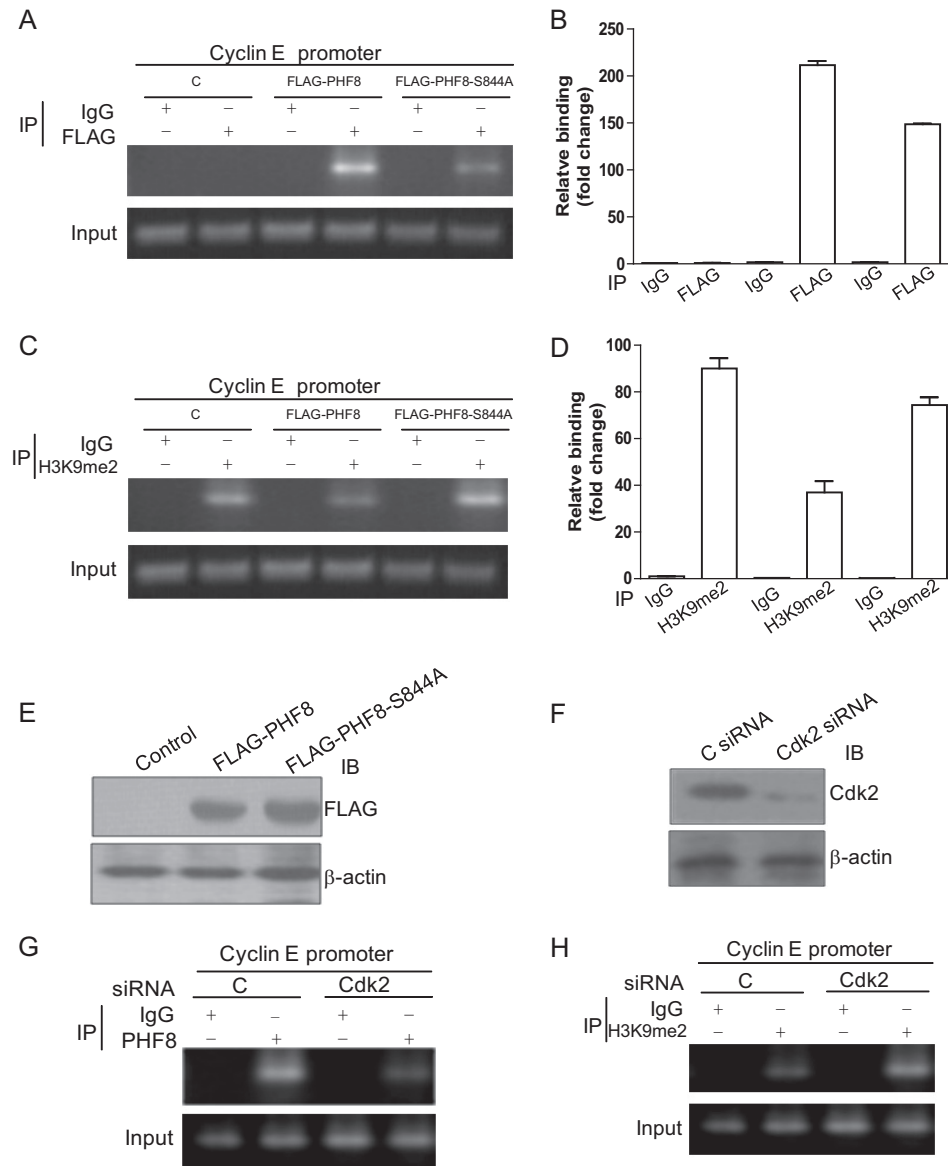 A
Cyclin E promoter
C FLAG-PHF8 FLAG-PHF8-S844A
IP IgG + – + – + –
FLAG – + – + – +
Input
B
Relatve binding
(fold change)
250
200
150
100
50
0
IP IgG FLAG IgG FLAG IgG FLAG
C
Cyclin E promoter
C FLAG-PHF8 FLAG-PHF8-S844A
IP IgG + – + – + –
H3K9me2 – + – + – +
Input
D
Relatve binding
(fold change)
100
80
60
40
20
0
IP IgG H3K9me2 IgG H3K9me2 IgG H3K9me2
E
Control FLAG-PHF8 FLAG-PHF8-S844A
IB
FLAG
β-actin
F
C siRNA Cdk2 siRNA
IB
Cdk2
β-actin
G
Cyclin E promoter
siRNA C Cdk2
IP IgG + – + –
PHF8 – + – +
Input
H
Cyclin E promoter
siRNA C Cdk2
IP IgG + – + –
H3K9me2 – + – +
Input